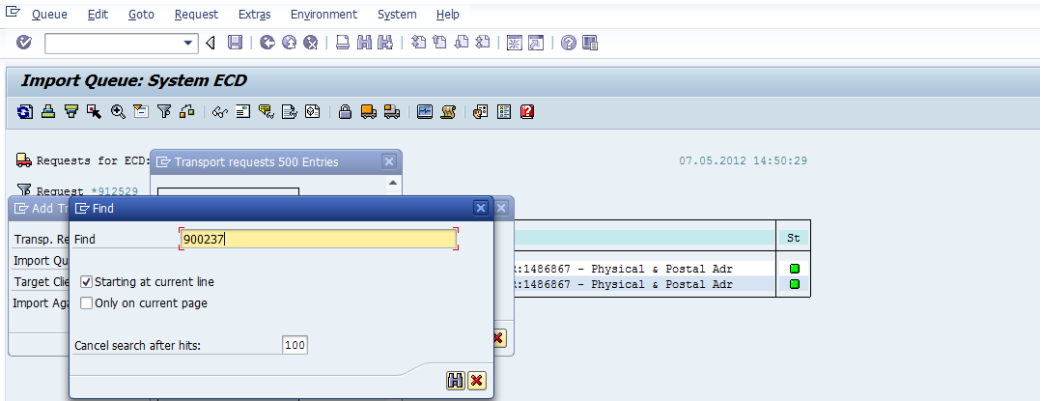 Queue Edit Goto Request Extras Environment System Help
Import Queue: System ECD
Requests for ECD:
Transport requests 500 Entries
07.05.2012 14:50:29
Request *912529
Add Tr
Find
Transp. Re
Find
900237
St
Import Qu
:1486867 - Physical & Postal Adr
Target Clie
Starting at current line
:1486867 - Physical & Postal Adr
Import Aga
Only on current page
Cancel search after hits:
100